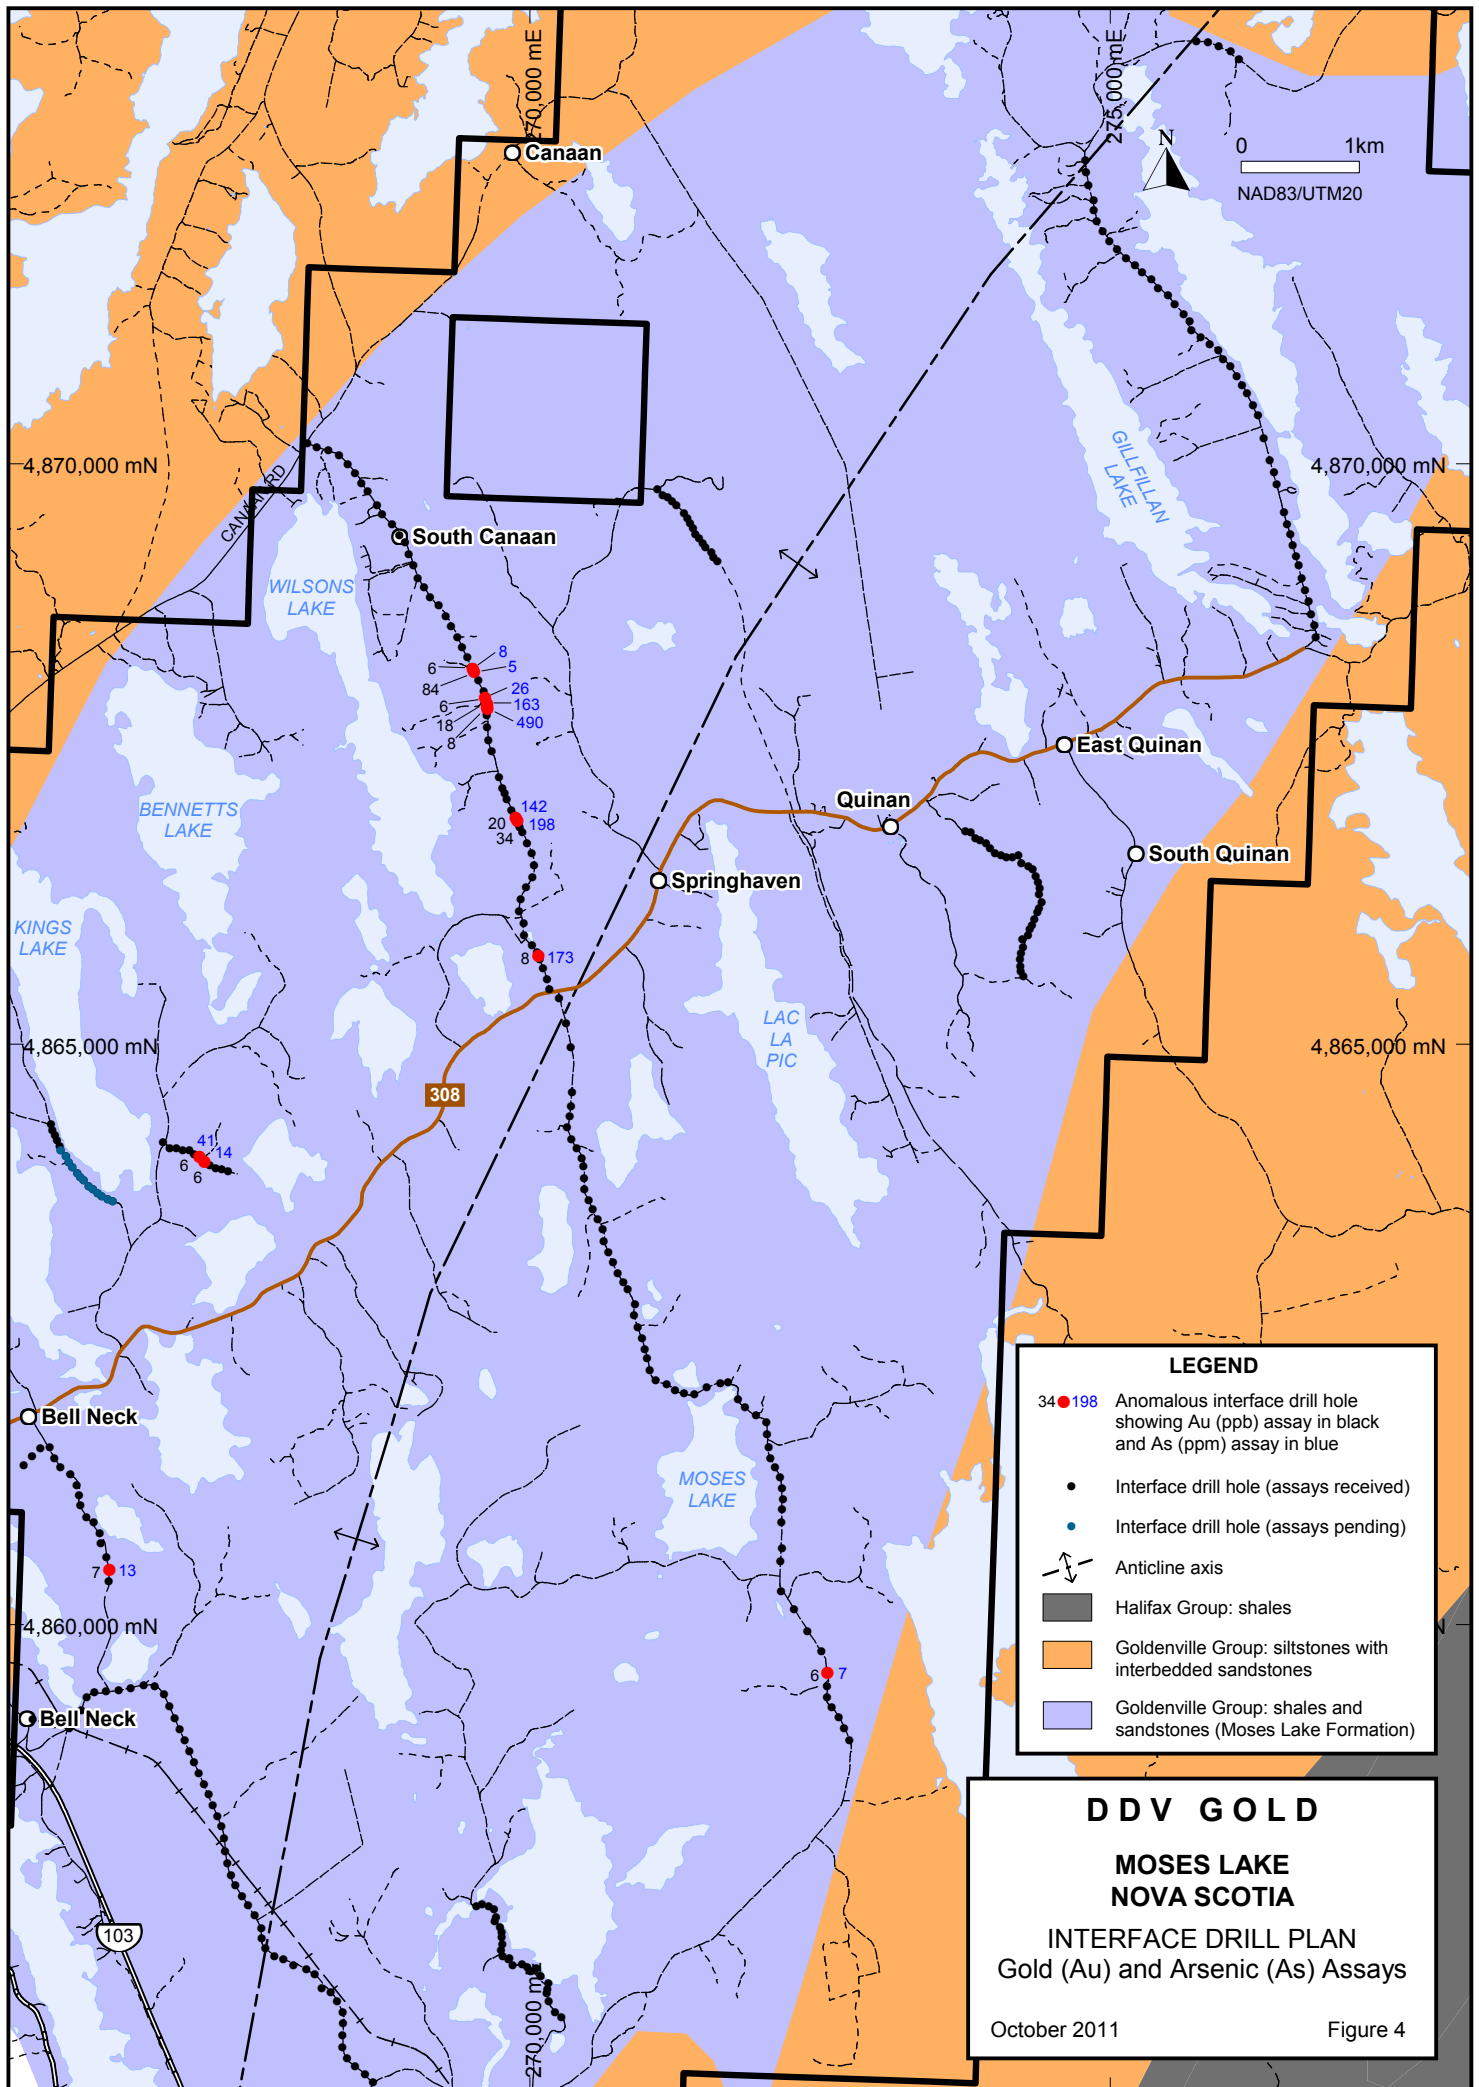 270,000 mE
275,000 mE
N
0 1km
NAD83/UTM20
Canaan
4,870,000 mN
4,870,000 mN
CANAAN RD
GILLFILLAN
LAKE
South Canaan
WILSONS
LAKE
8
6
5
84
26
6
163
18
490
8
East Quinan
BENNETTS
LAKE
Quinan
142
20
198
34
South Quinan
Springhaven
KINGS
LAKE
8
173
LAC
LA
PIC
4,865,000 mN
4,865,000 mN
308
41
14
6
6
Bell Neck
MOSES
LAKE
7
13
4,860,000 mN
N
6
7
Bell Neck
103
270,000 mE
LEGEND
34 198 Anomalous interface drill hole
showing Au (ppb) assay in black
and As (ppm) assay in blue
Interface drill hole (assays received)
Interface drill hole (assays pending)
Anticline axis
Halifax Group: shales
Goldenville Group: siltstones with
interbedded sandstones
Goldenville Group: shales and
sandstones (Moses Lake Formation)
DDV GOLD
MOSES LAKE
NOVA SCOTIA
INTERFACE DRILL PLAN
Gold (Au) and Arsenic (As) Assays
October 2011 Figure 4